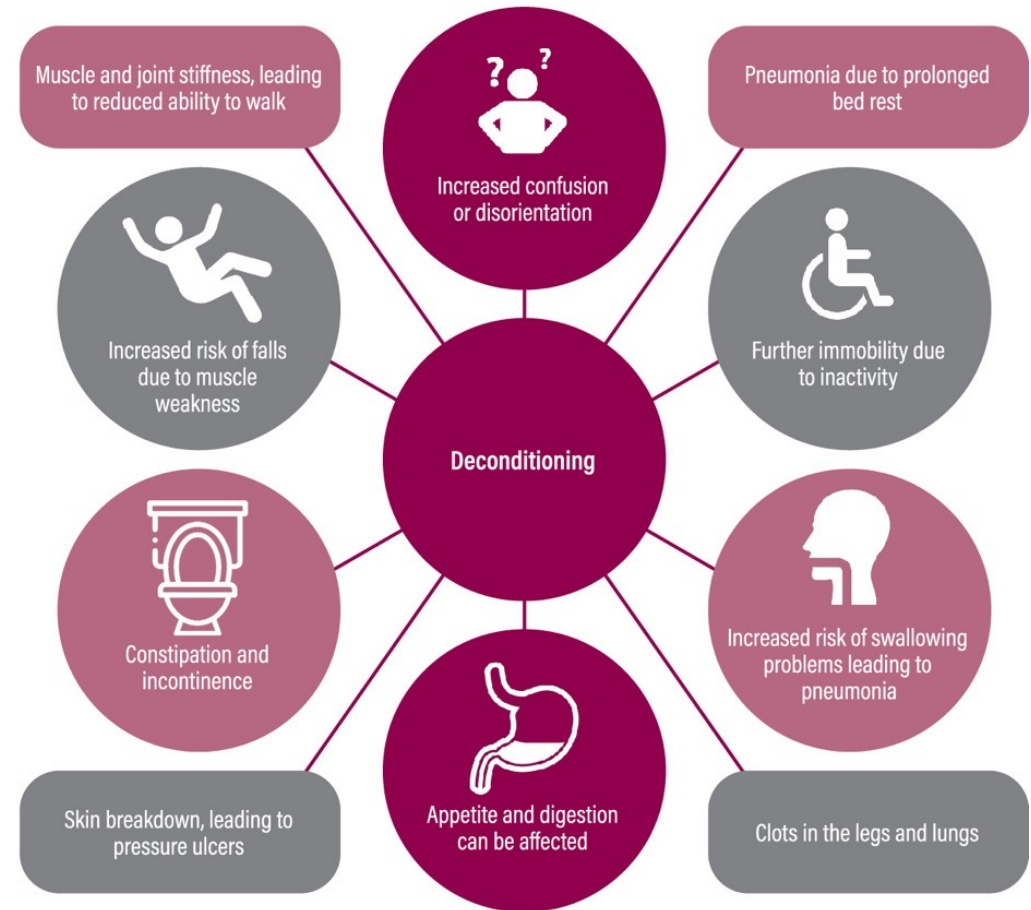 Muscle and joint stiffness, leading
to reduced ability to walk
? ?
Increased confusion
or disorientation
Pneumonia due to prolonged
bed rest
Increased risk of falls
due to muscle
weakness
Further immobility due
to inactivity
Deconditioning
Constipation and
incontinence
Increased risk of swallowing
problems leading to
pneumonia
Skin breakdown, leading to
pressure ulcers
Appetite and digestion
can be affected
Clots in the legs and lungs